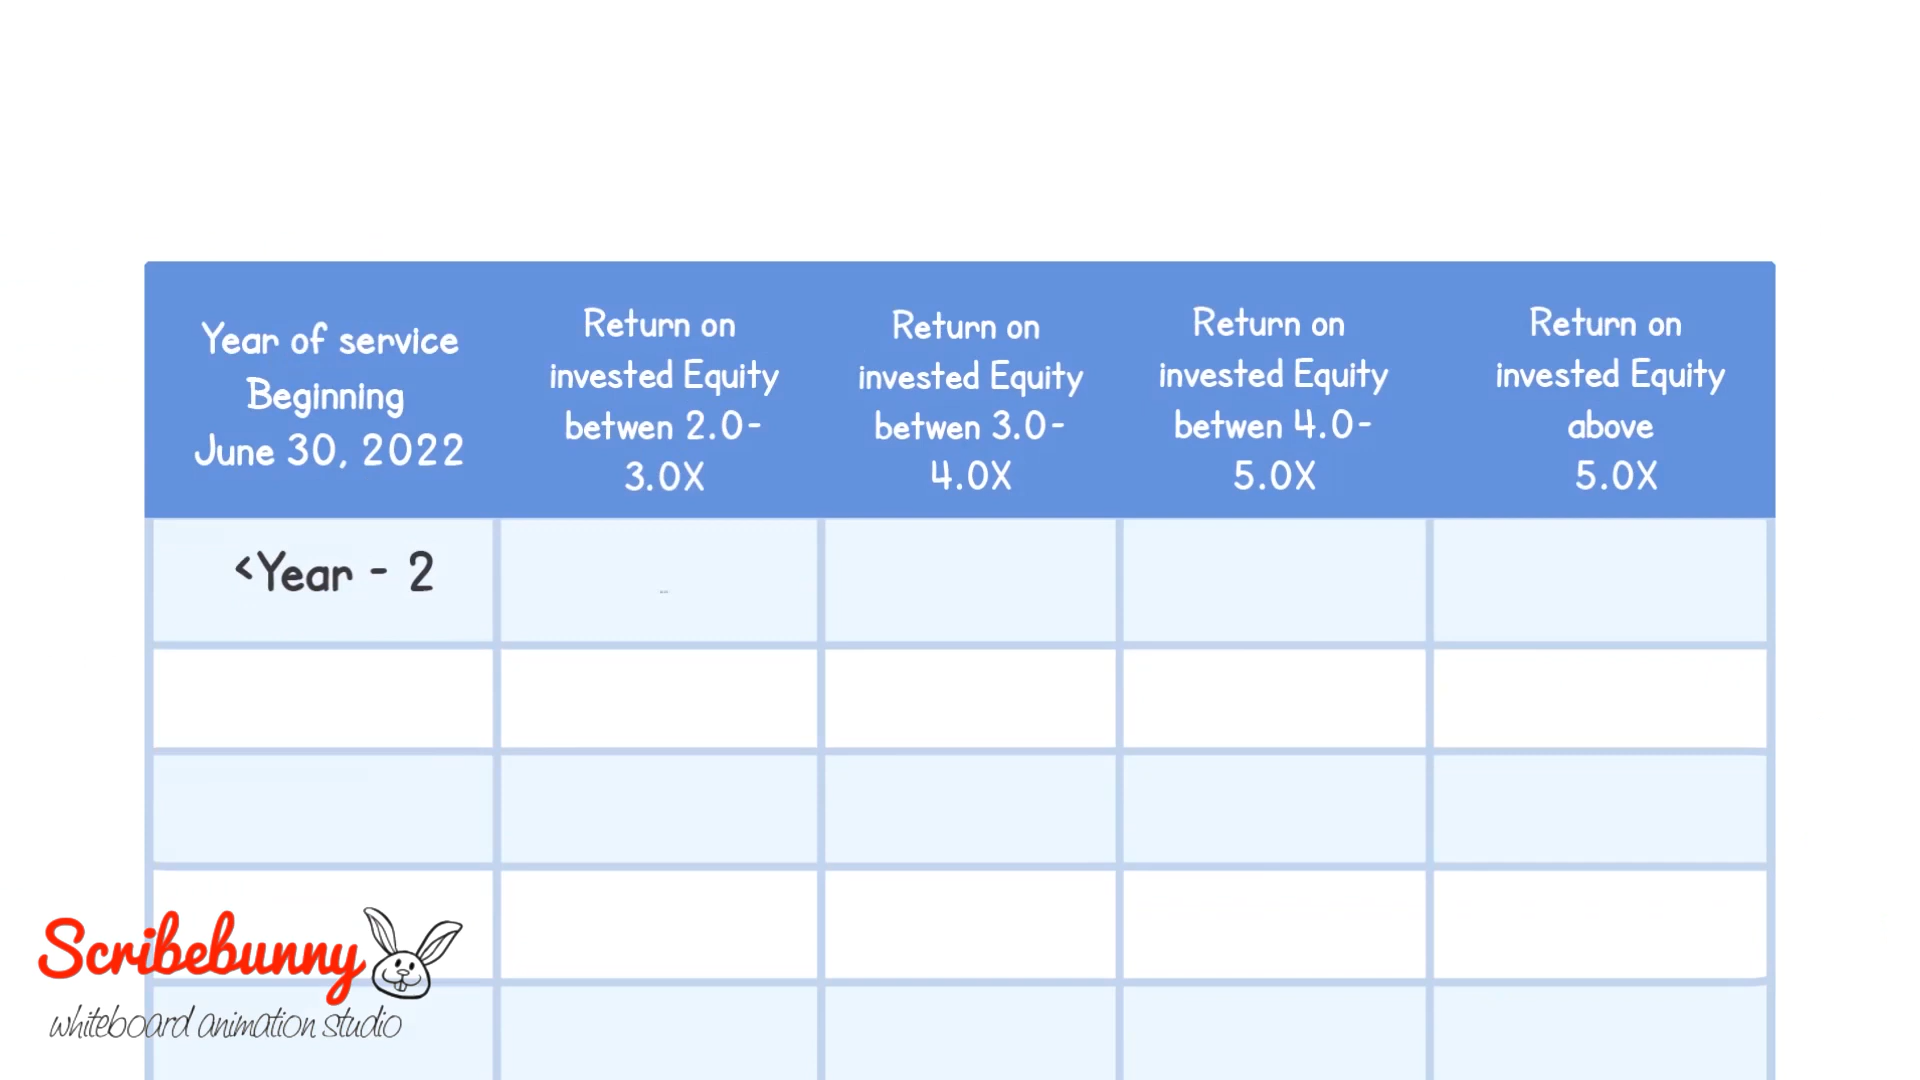 Year of service
Beginning
June 30, 2022
Return on
invested Equity
betwen 2.0-
3.0X
Return on
invested Equity
betwen 3.0-
4.0X
Return on
invested Equity
betwen 4.0-
5.0X
Return on
invested Equity
above
5.0X
<Year - 2
Scribebunny
whiteboard animation studio